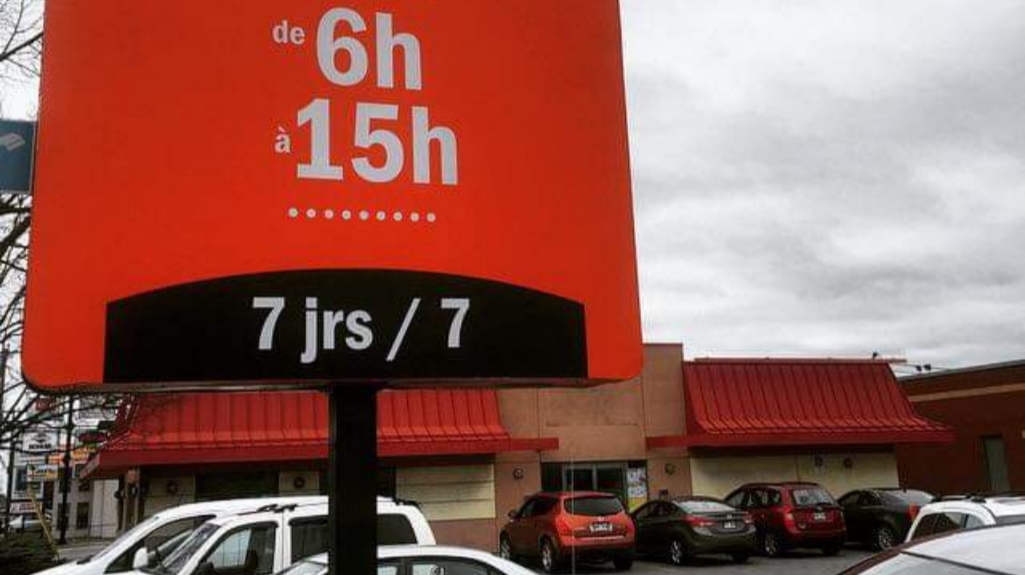 de 6h
à 15h
7 jrs / 7